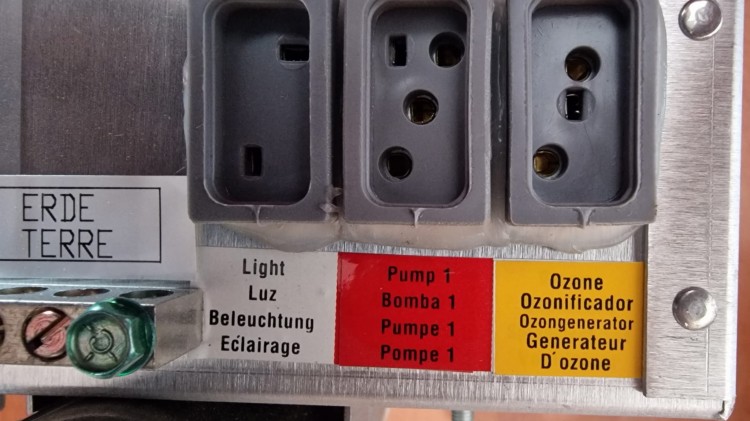 ERDE
TERRE
Light
Luz
Beleuchtung
Eclairage
Pump 1
Bomba 1
Pumpe 1
Pompe 1
Ozone
Ozonificador
Ozongenerator
Generateur
D'ozone